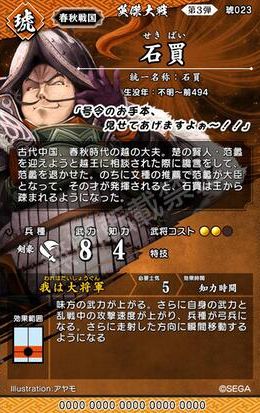 琥
春秋戦国
英傑大戦
第3弾
琥023
せき ばい
石買
統一名称：石買
生没年：不明〜前494
「号令のお手本、
見せてあげますよぉ〜！！」
古代中国、春秋時代の越の大夫。楚の賢人・范蠡
を迎えようと越王に相談された際に讒言をして、
范蠡を退かせた。のちに文種の推薦で范蠡が大臣
となって、その才が発揮されると、石買は王から
疎まれるようになった。
兵種 武力 知力 武将コスト
剣豪 8 4 特技
われはだいしょうぐん
我は大将軍
必要士気 5
効果時間 知力時間
効果範囲
味方の武力が上がる。さらに自身の武力と
乱戦中の攻撃速度が上がり、兵種が弓兵に
なる。さらに走射した方向に瞬間移動する
ようになる
Illustration:アヤモ
©SEGA
0000 0000 0000 0000 0000